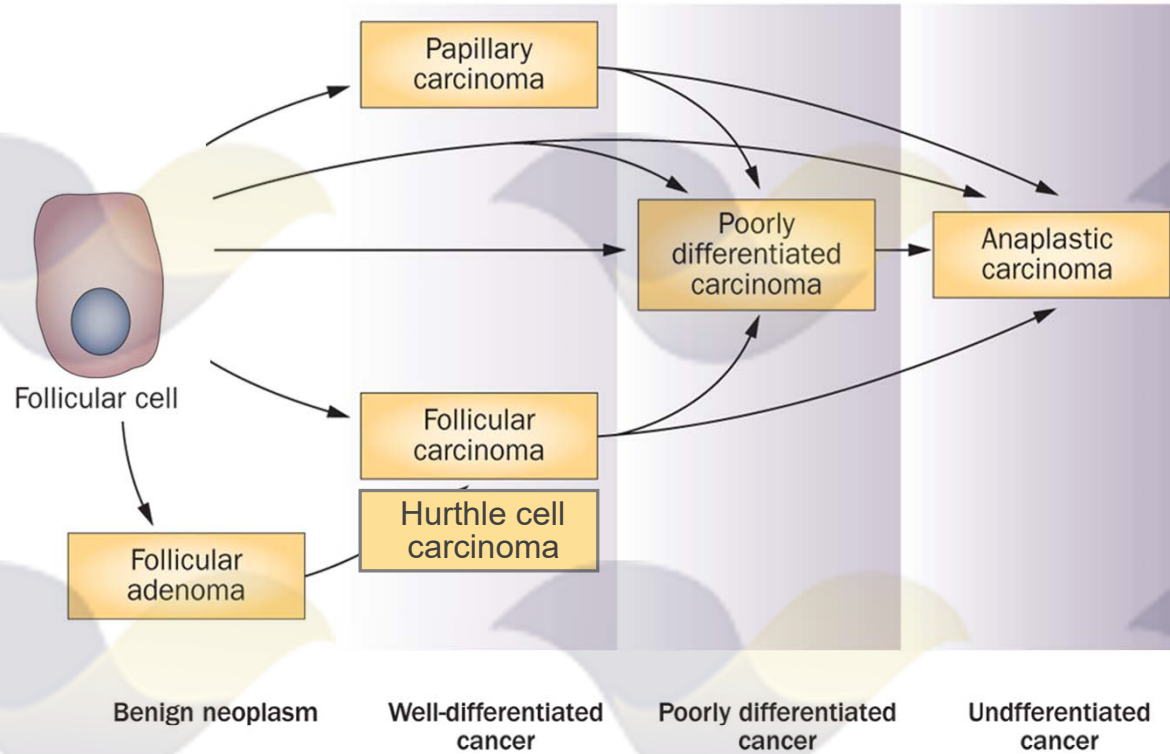 Papillary
carcinoma
Poorly
differentiated
carcinoma
Anaplastic
carcinoma
Follicular cell
Follicular
carcinoma
Hurthle cell
carcinoma
Follicular
adenoma
Benign neoplasm
Well-differentiated
cancer
Poorly differentiated
cancer
Undfferentiated
cancer